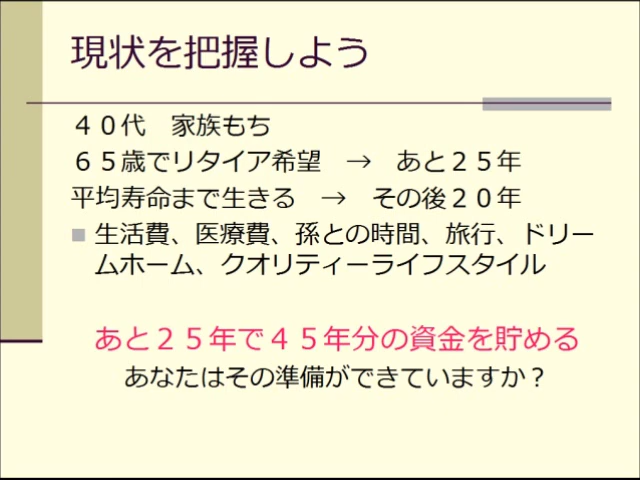 現状を把握しよう
４０代　家族もち
６５歳でリタイア希望　→　あと２５年
平均寿命まで生きる　→　その後２０年
生活費、医療費、孫との時間、旅行、ドリー
ムホーム、クオリティーライフスタイル
あと２５年で４５年分の資金を貯める
あなたはその準備ができていますか？